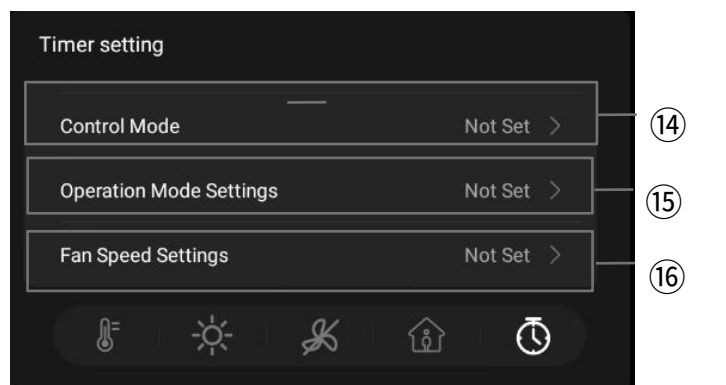 Timer setting
Control Mode Not Set >
⑭
Operation Mode Settings Not Set >
⑮
Fan Speed Settings Not Set >
⑯